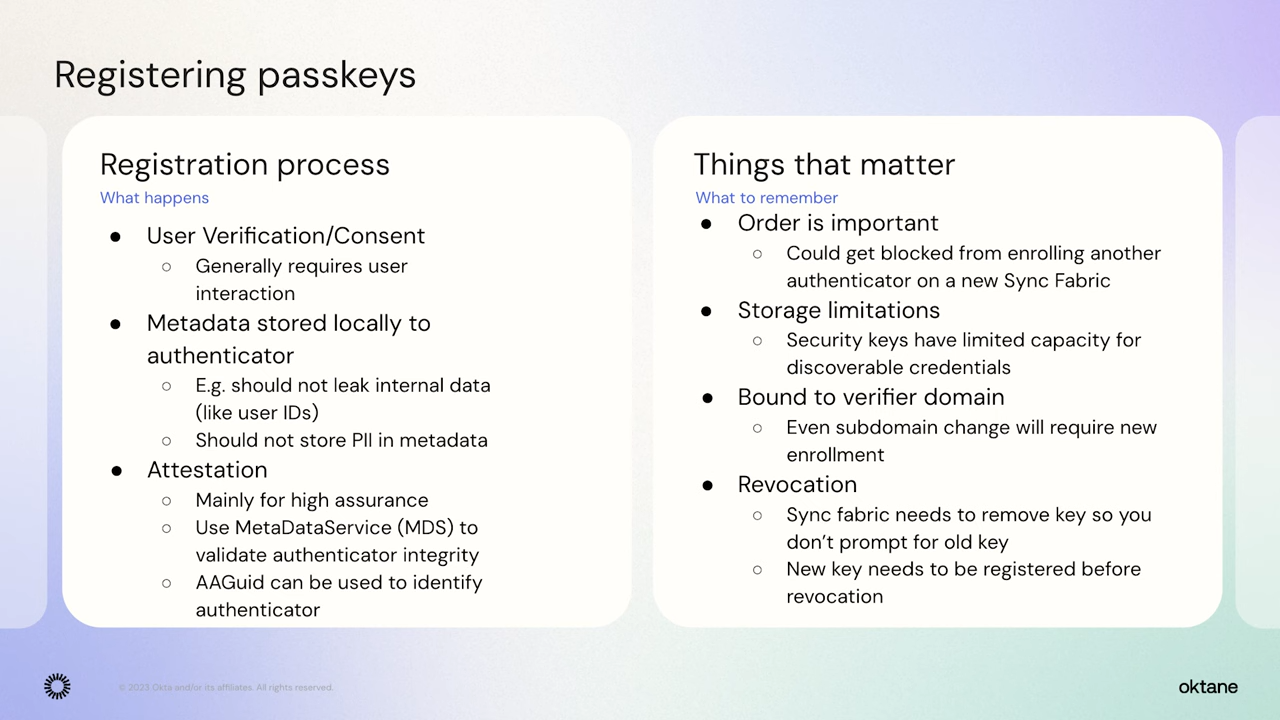 Registering passkeys
Registration process
What happens
● User Verification/Consent
○ Generally requires user
interaction
● Metadata stored locally to
authenticator
○ E.g. should not leak internal data
(like user IDs)
○ Should not store PII in metadata
● Attestation
○ Mainly for high assurance
○ Use MetaDataService (MDS) to
validate authenticator integrity
○ AAGuid can be used to identify
authenticator
Things that matter
What to remember
● Order is important
○ Could get blocked from enrolling another
authenticator on a new Sync Fabric
● Storage limitations
○ Security keys have limited capacity for
discoverable credentials
● Bound to verifier domain
○ Even subdomain change will require new
enrollment
● Revocation
○ Sync fabric needs to remove key so you
don’t prompt for old key
○ New key needs to be registered before
revocation
© 2023 Okta and/or its affiliates. All rights reserved.
oktane